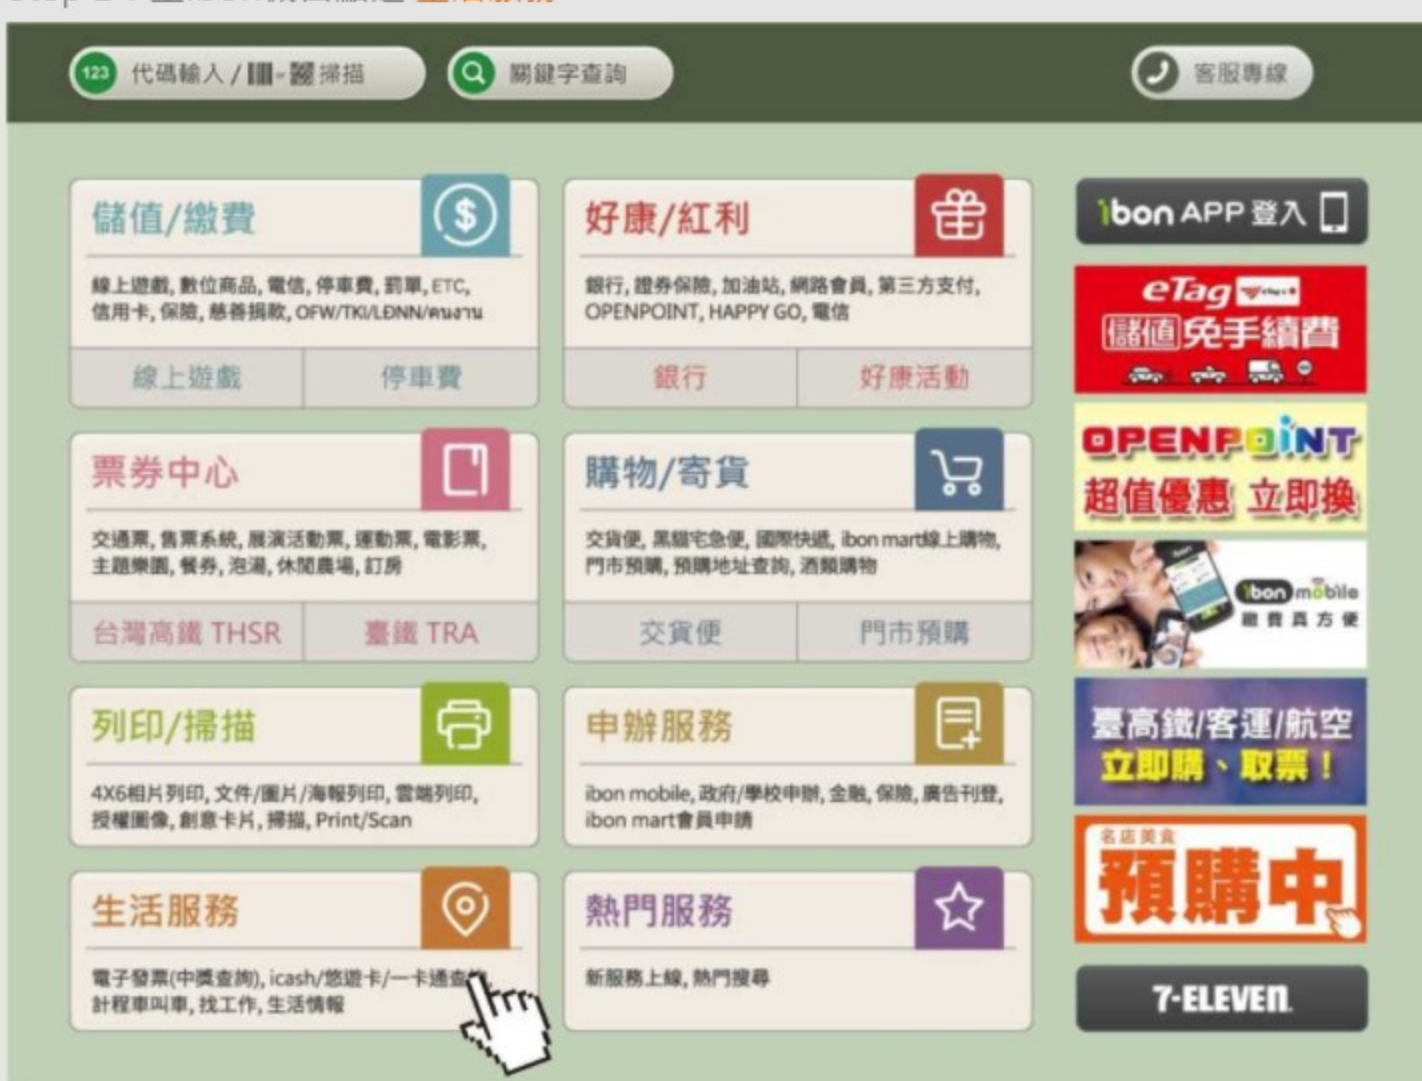 123 代碼輸入 / 掃描
關鍵字查詢
客服專線
儲值/繳費
線上遊戲, 數位商品, 電信, 停車費, 罰單, ETC,
信用卡, 保險, 慈善捐款, OFW/TKI/LĐNN/คนงาน
線上遊戲
停車費
好康/紅利
銀行, 證券保險, 加油站, 網路會員, 第三方支付,
OPENPOINT, HAPPY GO, 電信
銀行
好康活動
票券中心
交通票, 售票系統, 展演活動票, 運動票, 電影票,
主題樂園, 餐券, 泡湯, 休閒農場, 訂房
台灣高鐵 THSR
臺鐵 TRA
購物/寄貨
交貨便, 黑貓宅急便, 國際快遞, ibon mart線上購物,
門市預購, 預購地址查詢, 酒類購物
交貨便
門市預購
列印/掃描
4X6相片列印, 文件/圖片/海報列印, 雲端列印,
授權圖像, 創意卡片, 掃描, Print/Scan
申辦服務
ibon mobile, 政府/學校申辦, 金融, 保險, 廣告刊登,
ibon mart會員申請
生活服務
電子發票(中獎查詢), icash/悠遊卡/一卡通查
計程車叫車, 找工作, 生活情報
熱門服務
新服務上線, 熱門搜尋
ibon APP 登入
eTag
儲值免手續費
OPENPOINT
超值優惠 立即換
ibon mobile
繳費真方便
臺高鐵/客運/航空
立即購、取票！
名店美食
預購中
7-ELEVEN.